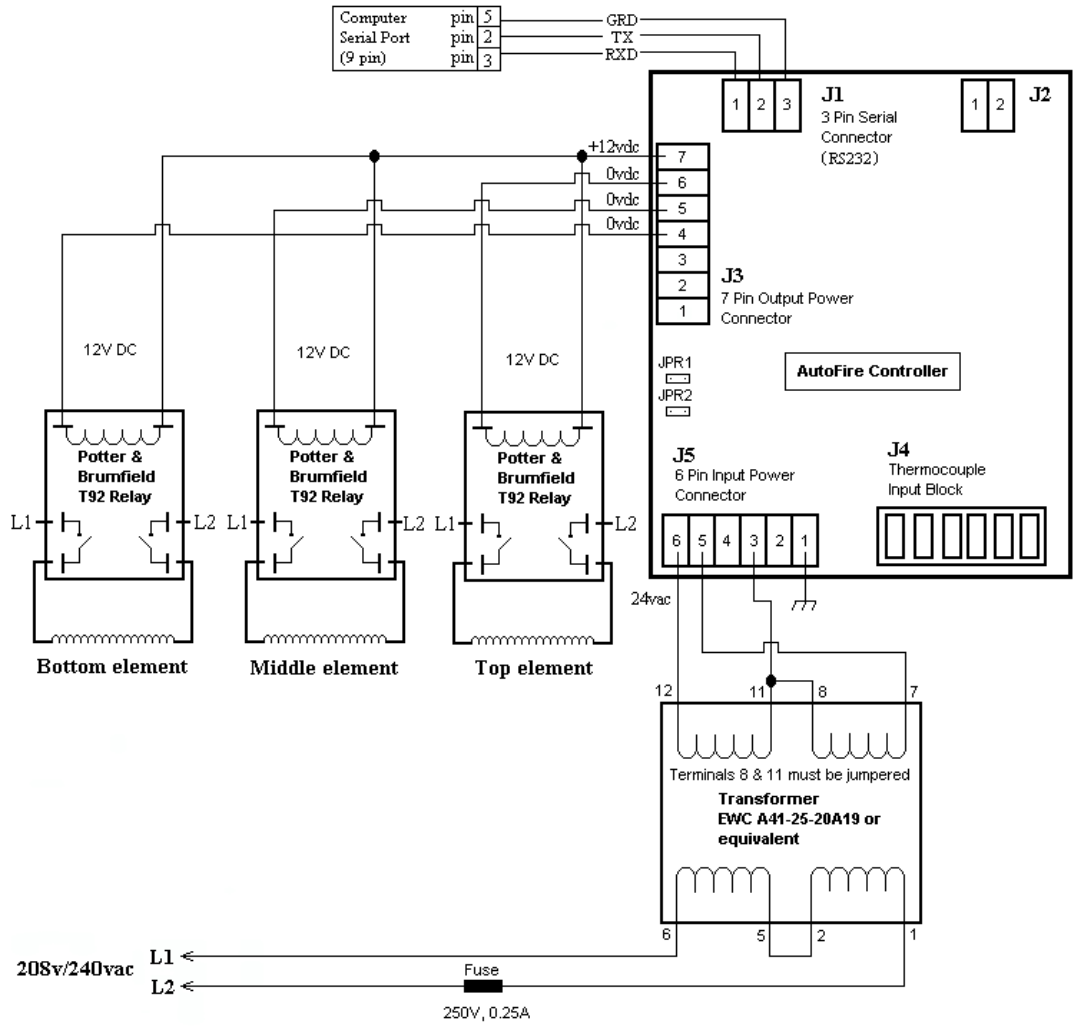 Computer pin 5
Serial Port pin 2
(9 pin) pin 3
GRD
TX
RXD
1 2 3
J1
3 Pin Serial
Connector
(RS232)
1 2
J2
+12vdc
0vdc
0vdc
0vdc
7
6
5
4
3
2
1
J3
7 Pin Output Power
Connector
12V DC
12V DC
12V DC
JPR1
JPR2
AutoFire Controller
Potter &
Brumfield
T92 Relay
Potter &
Brumfield
T92 Relay
Potter &
Brumfield
T92 Relay
L1
L2
L1
L2
L1
L2
Bottom element
Middle element
Top element
J5
6 Pin Input Power
Connector
6 5 4 3 2 1
J4
Thermocouple
Input Block
24vac
12 11 8 7
Terminals 8 & 11 must be jumpered
Transformer
EWC A41-25-20A19 or
equivalent
6 5 2 1
208v/240vac
L1
L2
Fuse
250V, 0.25A